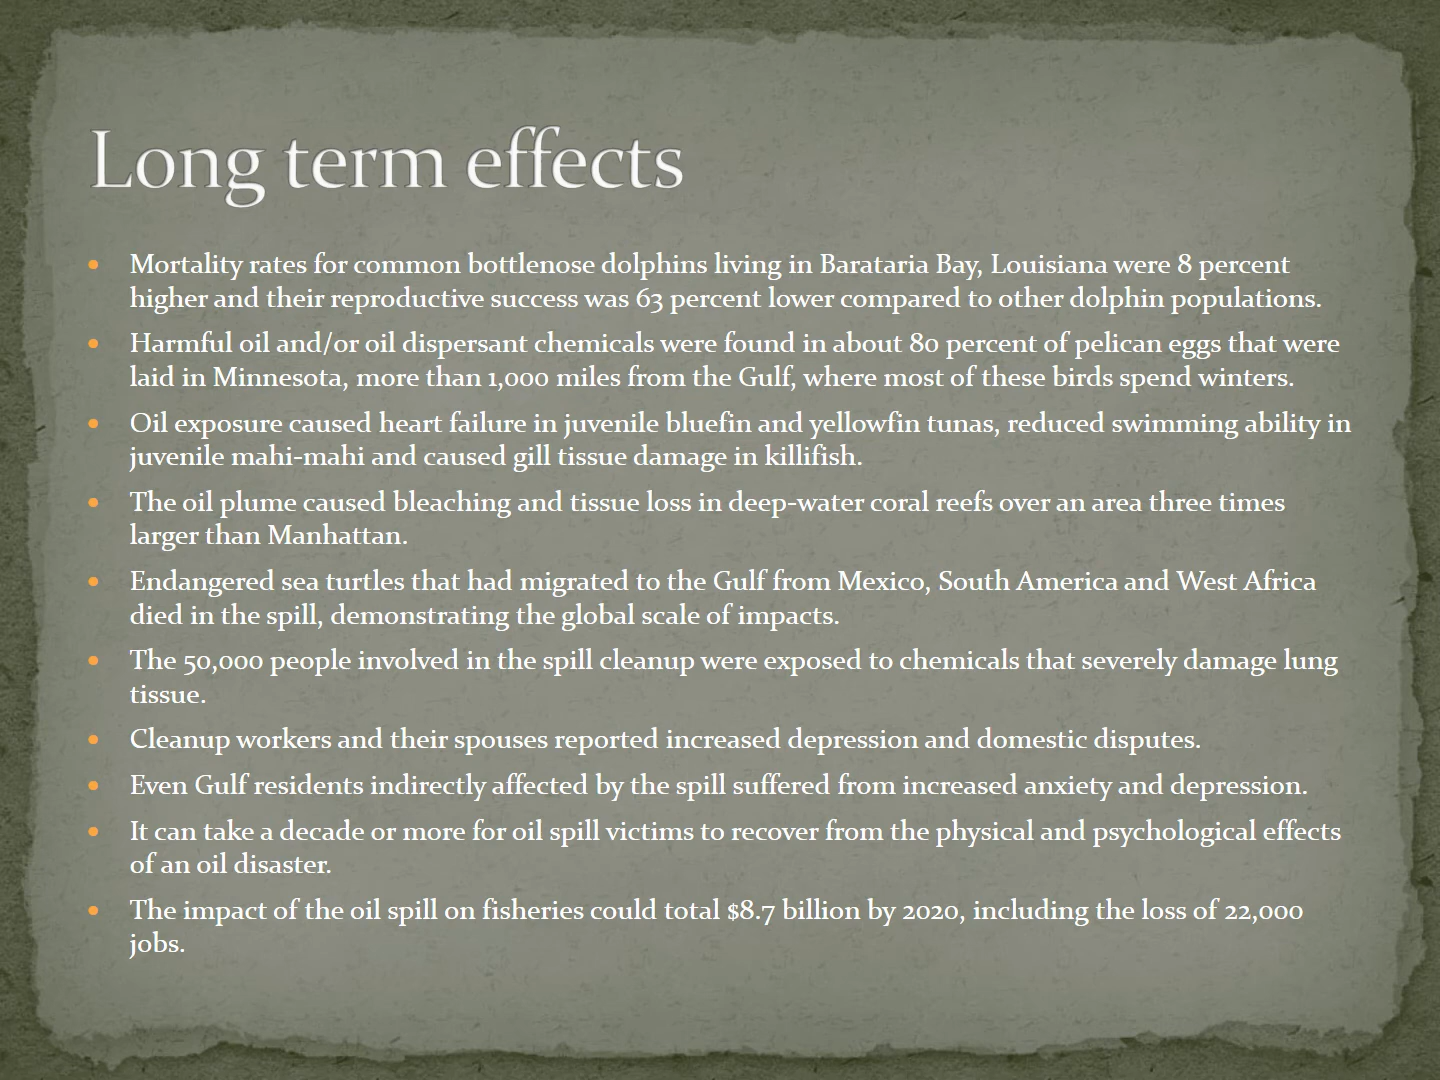 Long term effects
• Mortality rates for common bottlenose dolphins living in Barataria Bay, Louisiana were 8 percent
higher and their reproductive success was 63 percent lower compared to other dolphin populations.
• Harmful oil and/or oil dispersant chemicals were found in about 80 percent of pelican eggs that were
laid in Minnesota, more than 1,000 miles from the Gulf, where most of these birds spend winters.
• Oil exposure caused heart failure in juvenile bluefin and yellowfin tunas, reduced swimming ability in
juvenile mahi-mahi and caused gill tissue damage in killifish.
• The oil plume caused bleaching and tissue loss in deep-water coral reefs over an area three times
larger than Manhattan.
• Endangered sea turtles that had migrated to the Gulf from Mexico, South America and West Africa
died in the spill, demonstrating the global scale of impacts.
• The 50,000 people involved in the spill cleanup were exposed to chemicals that severely damage lung
tissue.
• Cleanup workers and their spouses reported increased depression and domestic disputes.
• Even Gulf residents indirectly affected by the spill suffered from increased anxiety and depression.
• It can take a decade or more for oil spill victims to recover from the physical and psychological effects
of an oil disaster.
• The impact of the oil spill on fisheries could total $8.7 billion by 2020, including the loss of 22,000
jobs.